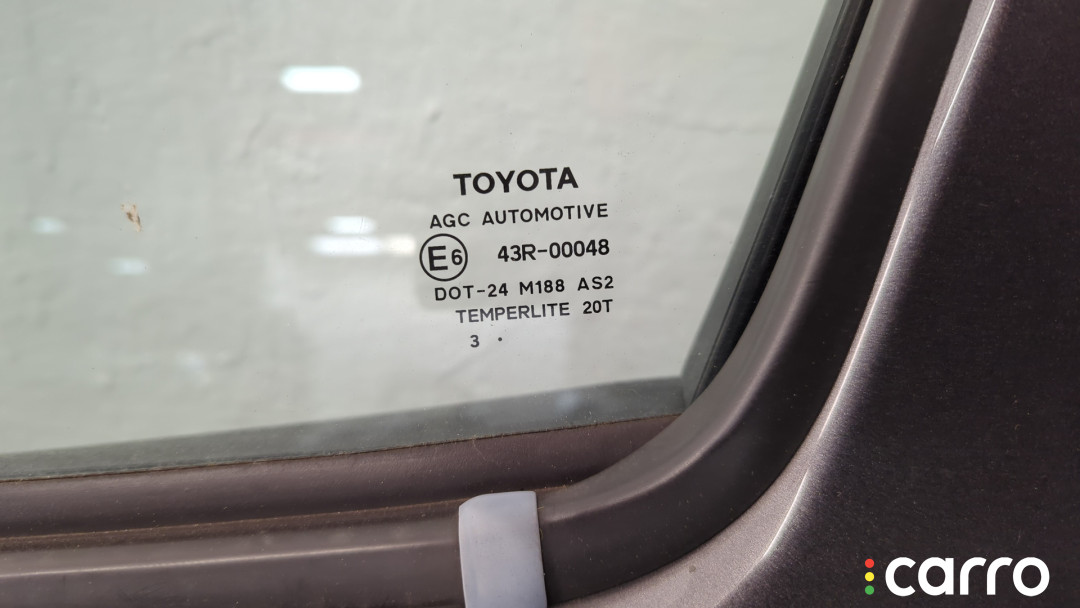 TOYOTA
AGC AUTOMOTIVE
E6 43R-00048
DOT-24 M188 AS2
TEMPERLITE 20T
3 .
carro